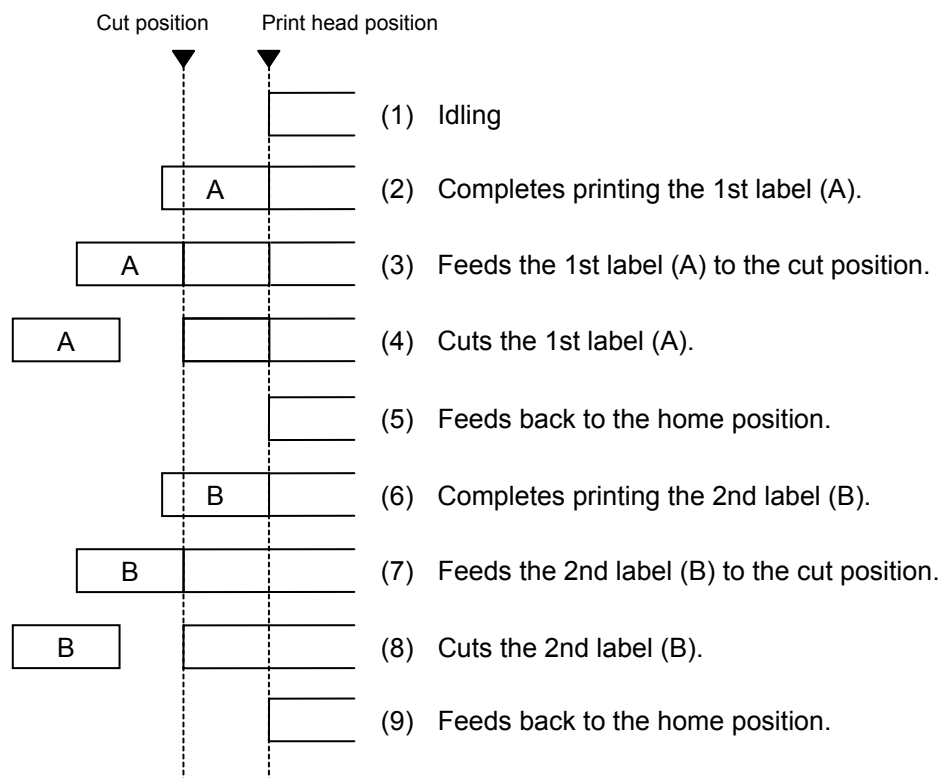 Cut position Print head position
(1) Idling
A (2) Completes printing the 1st label (A).
A (3) Feeds the 1st label (A) to the cut position.
A (4) Cuts the 1st label (A).
(5) Feeds back to the home position.
B (6) Completes printing the 2nd label (B).
B (7) Feeds the 2nd label (B) to the cut position.
B (8) Cuts the 2nd label (B).
(9) Feeds back to the home position.